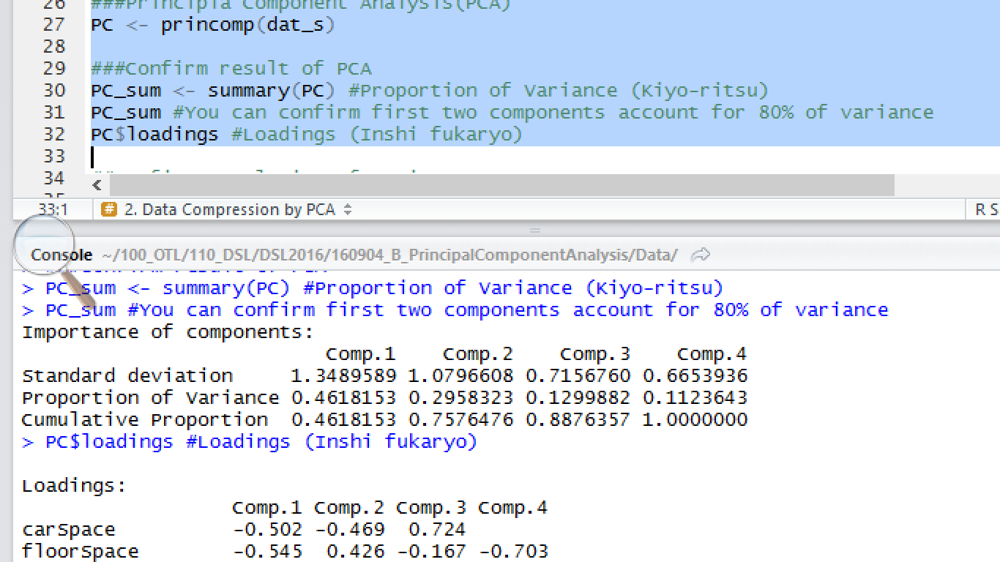 26 ###Principla Component Analysis(PCA)
27 PC <- princomp(dat_s)
28
29 ###Confirm result of PCA
30 PC_sum <- summary(PC) #Proportion of Variance (Kiyo-ritsu)
31 PC_sum #You can confirm first two components account for 80% of variance
32 PC$loadings #Loadings (Inshi fukaryo)
33
34
33:1 # 2. Data Compression by PCA R S
Console ~/100_OTL/110_DSL/DSL2016/160904_B_PrincipalComponentAnalysis/Data/
> PC_sum <- summary(PC) #Proportion of Variance (Kiyo-ritsu)
> PC_sum #You can confirm first two components account for 80% of variance
Importance of components:
Comp.1 Comp.2 Comp.3 Comp.4
Standard deviation 1.3489589 1.0796608 0.7156760 0.6653936
Proportion of Variance 0.4618153 0.2958323 0.1299882 0.1123643
Cumulative Proportion 0.4618153 0.7576476 0.8876357 1.0000000
> PC$loadings #Loadings (Inshi fukaryo)
Loadings:
Comp.1 Comp.2 Comp.3 Comp.4
carSpace -0.502 -0.469 0.724
floorSpace -0.545 0.426 -0.167 -0.703